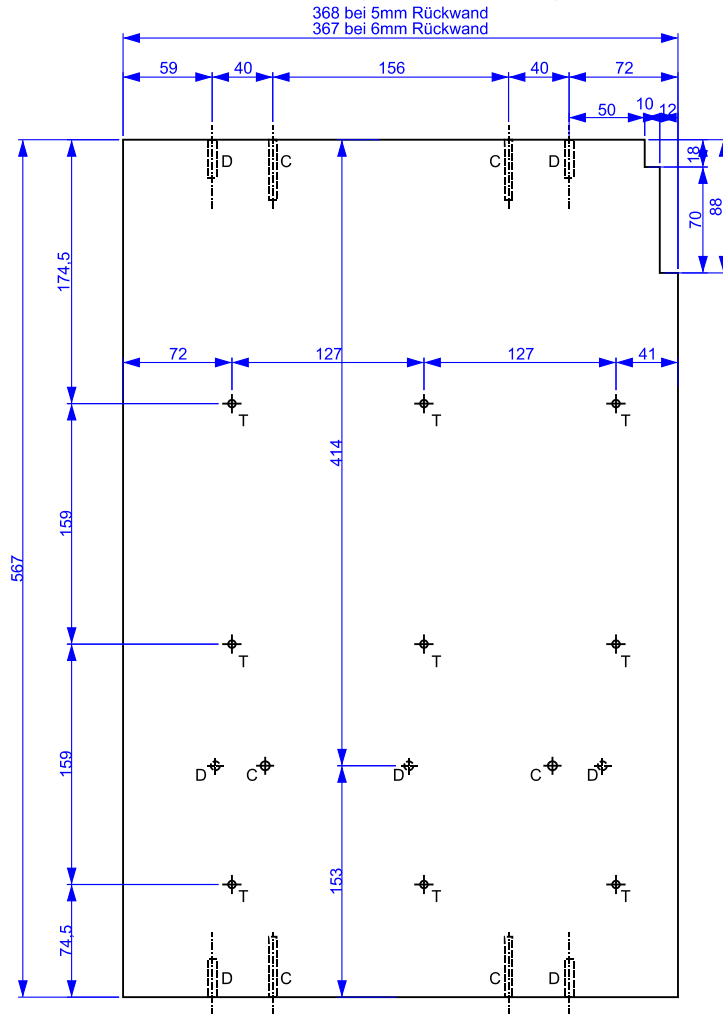 368 bei 5mm Rückwand
367 bei 6mm Rückwand
59 40 156 40 72
50 10 12
D C C D
18
70
88
174,5
72 127 127 41
T T T
414
159
567
T T T
159
D C D C D
153
T T T
74,5
D C C D